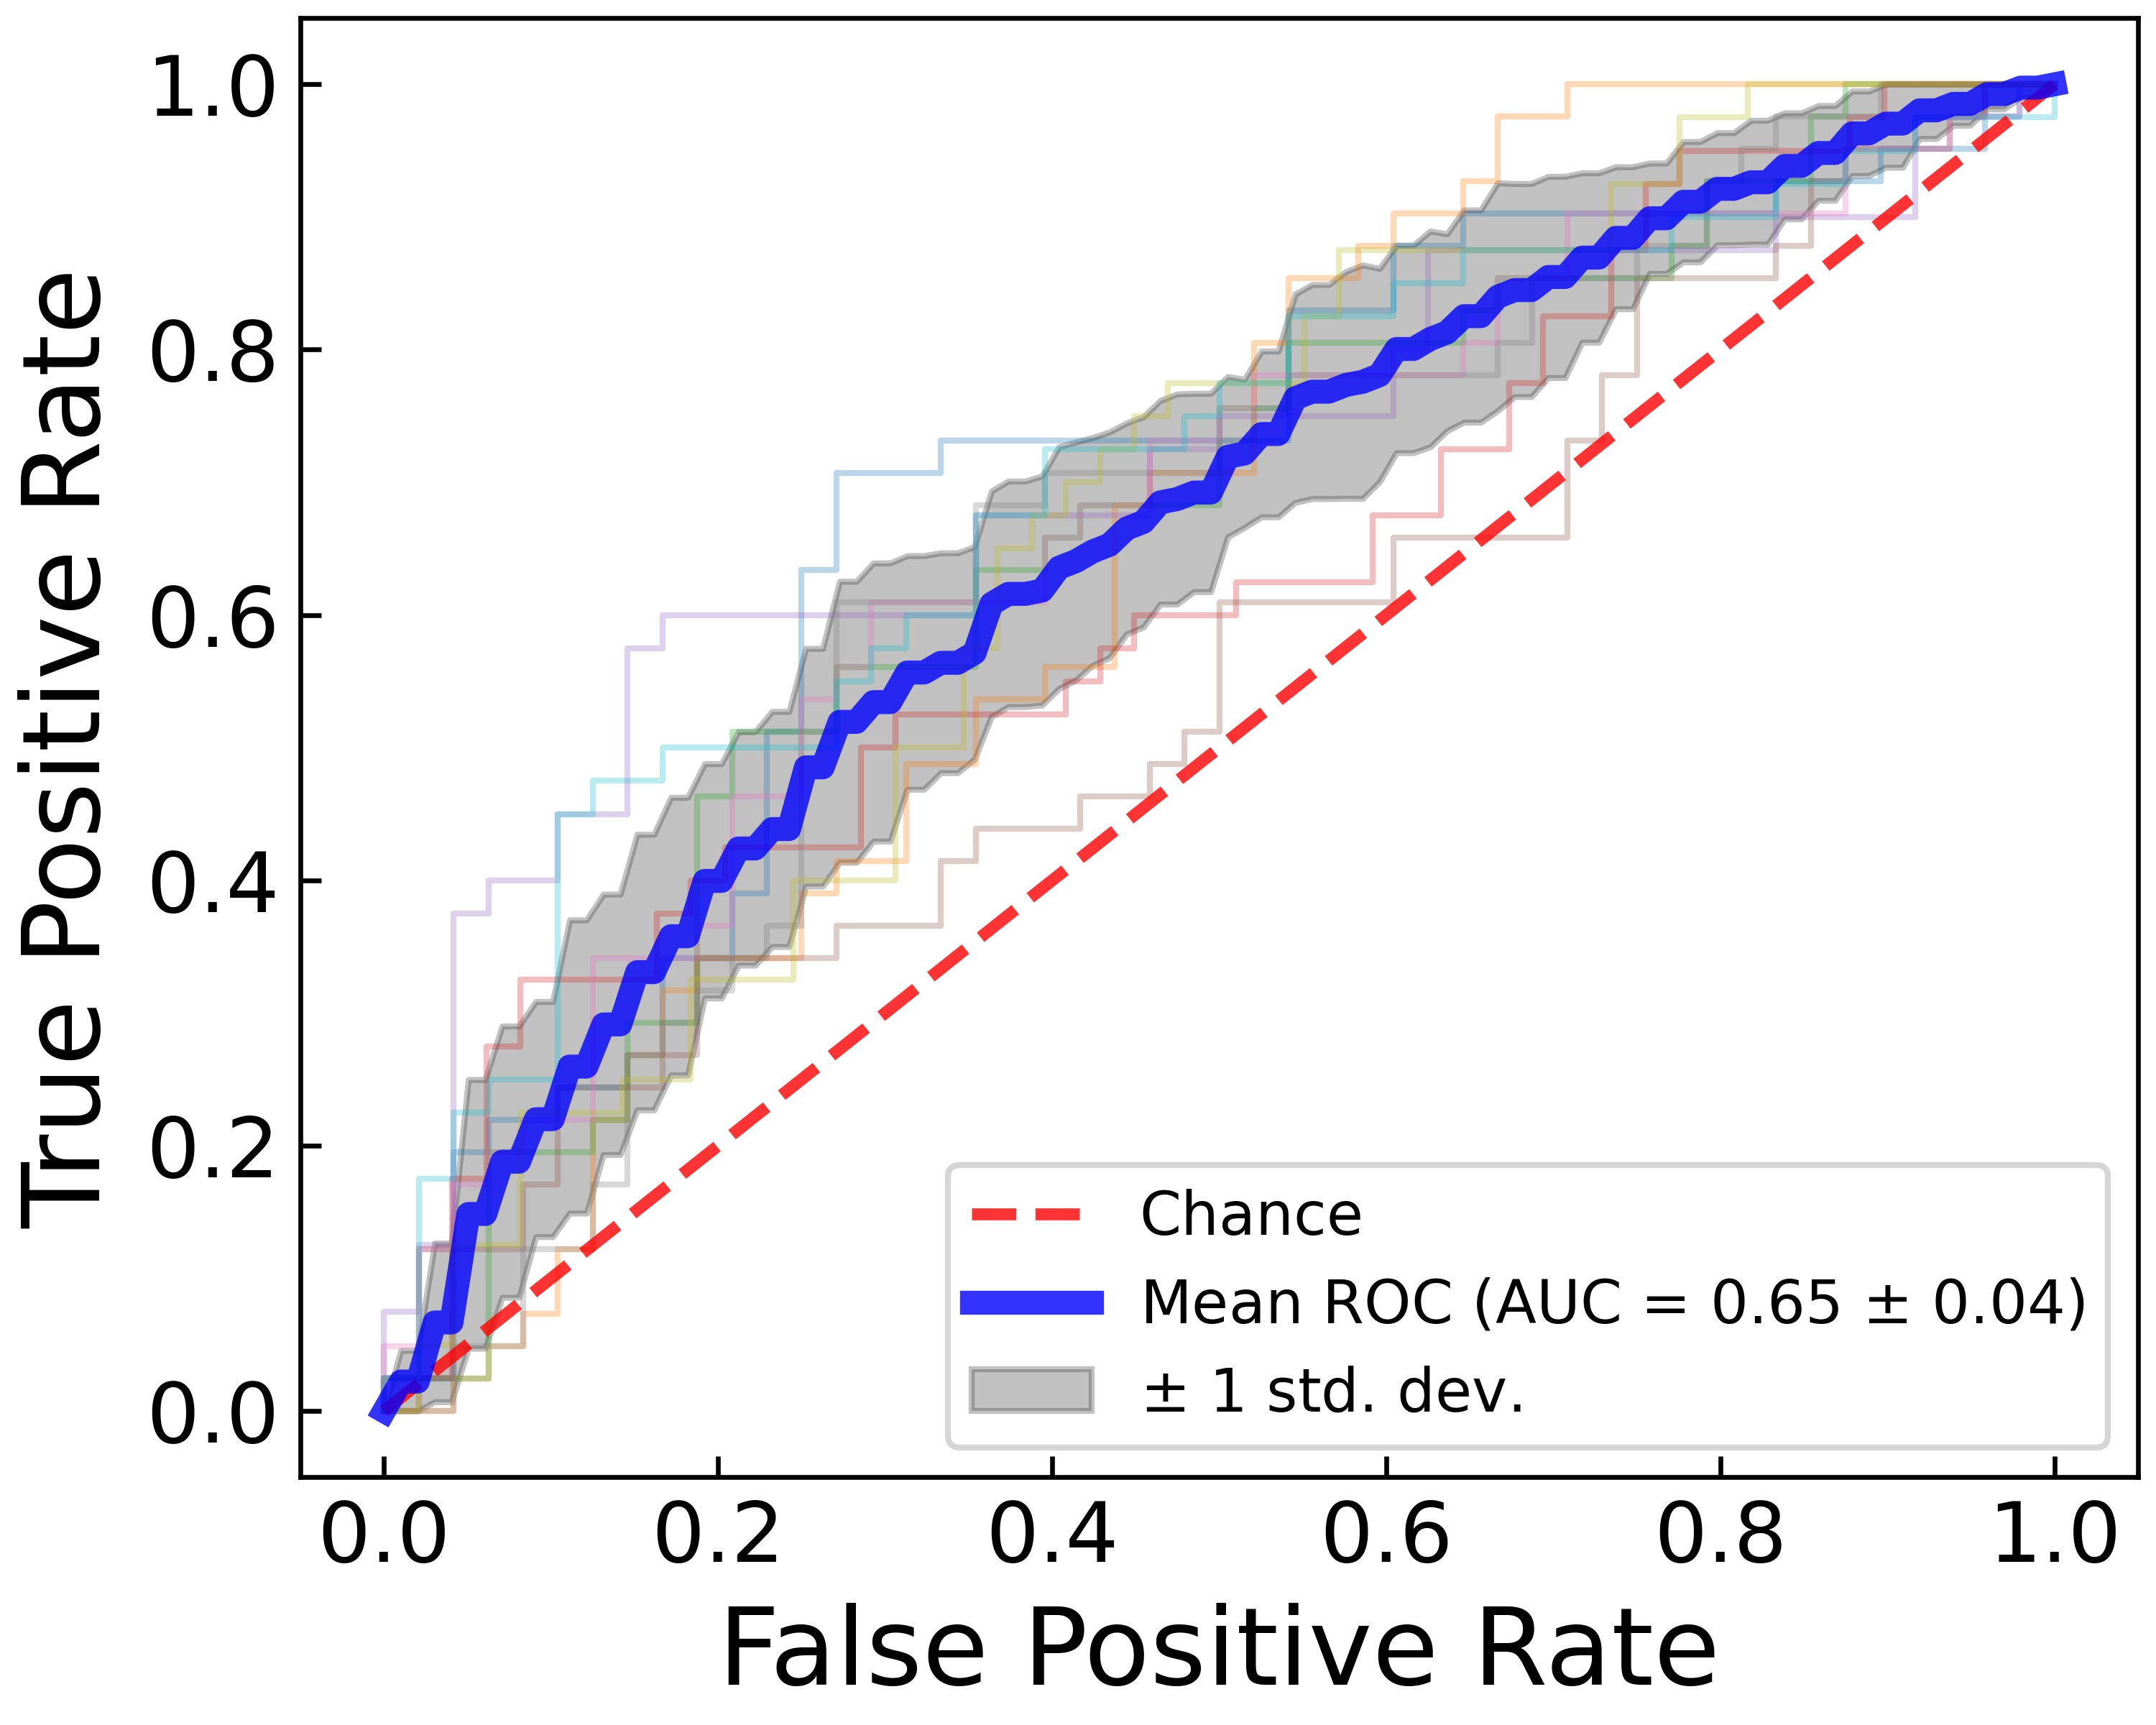 True Positive Rate
1.0
0.8
0.6
0.4
0.2
0.0
Chance
Mean ROC (AUC = 0.65 ± 0.04)
± 1 std. dev.
0.0 0.2 0.4 0.6 0.8 1.0
False Positive Rate